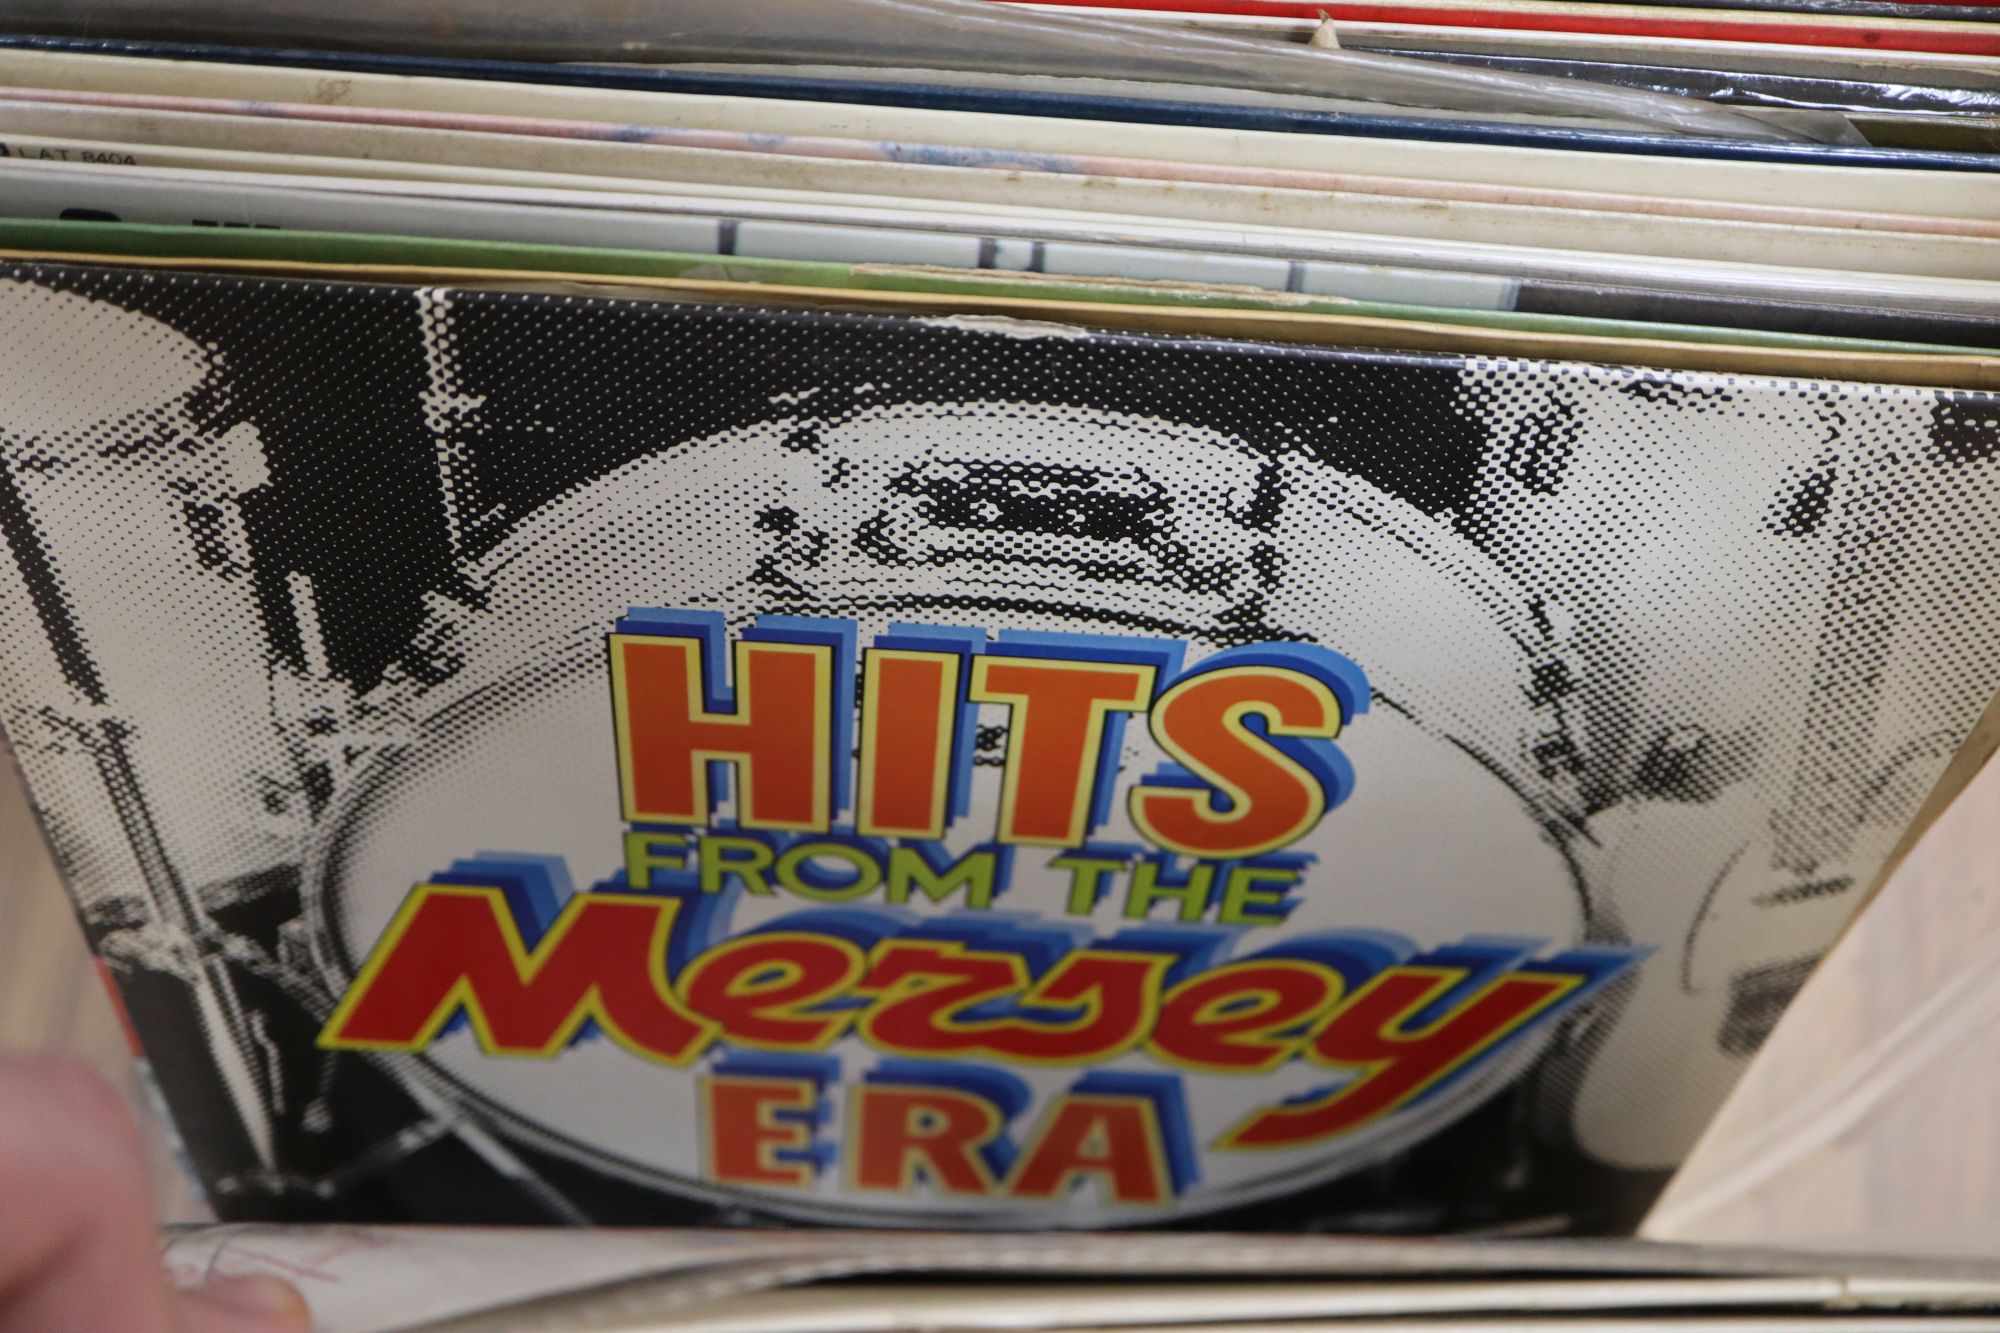 LAT 8404
HITS
FROM THE
Mersey
ERA